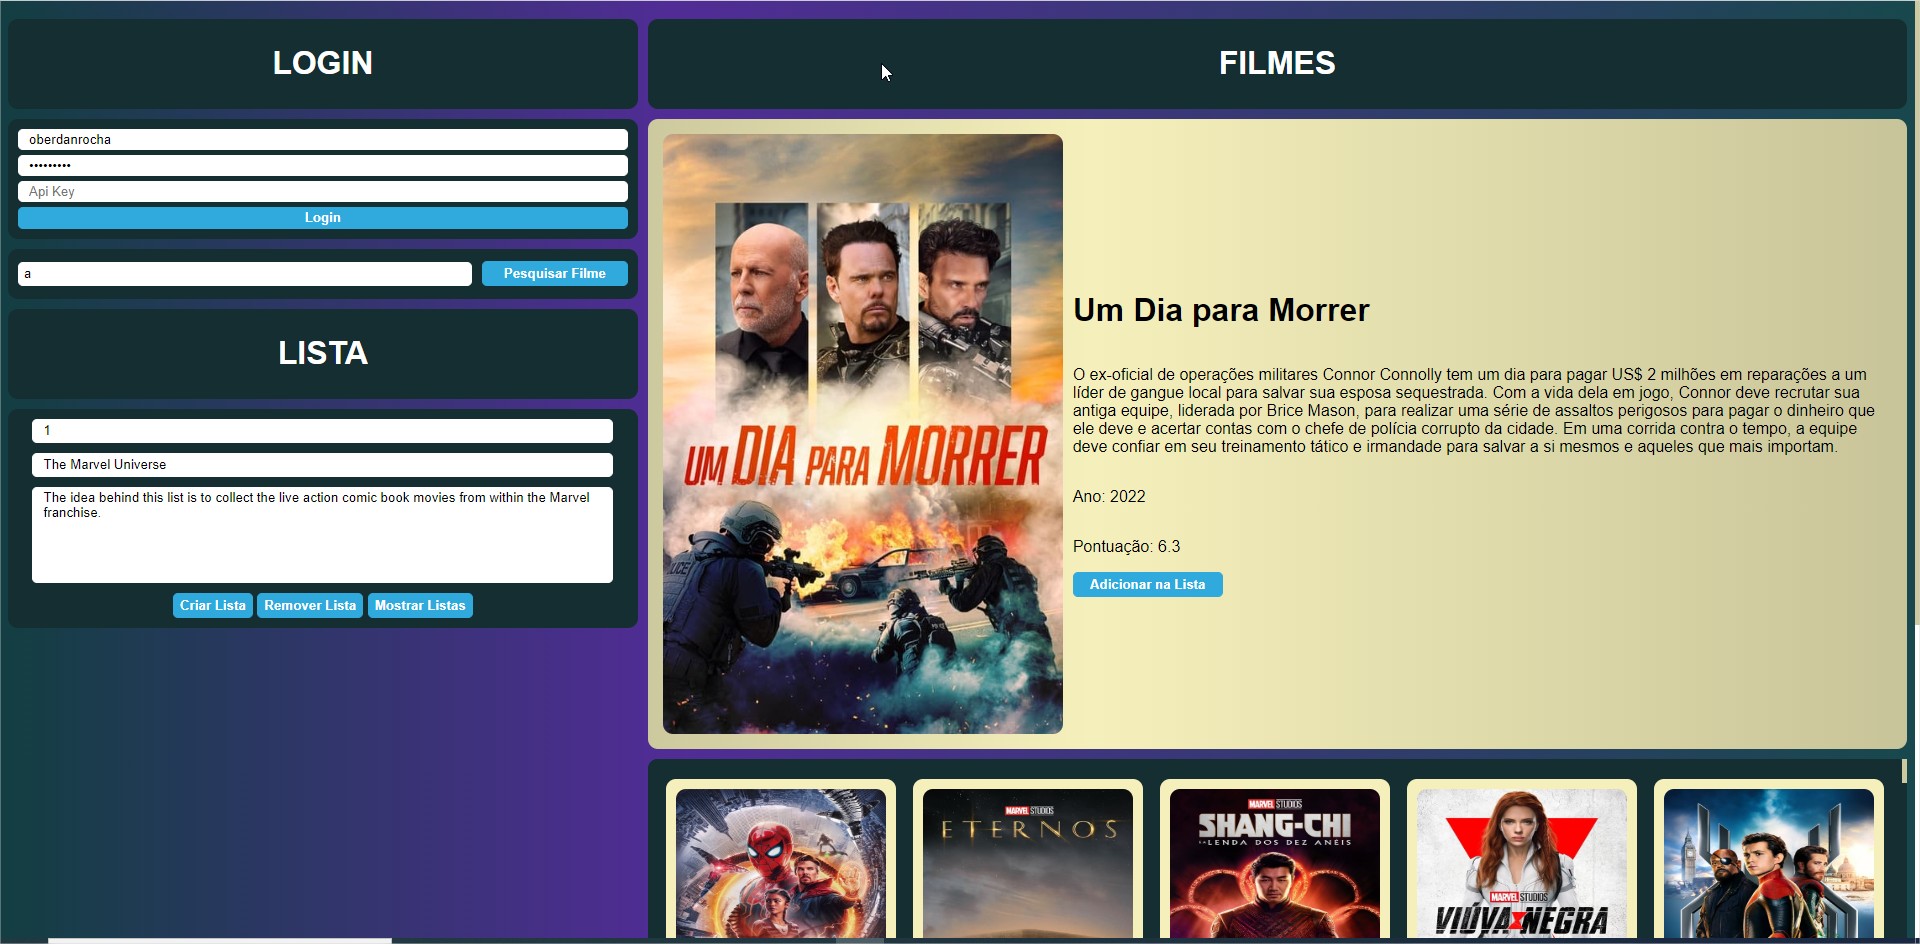 LOGIN
oberdanrocha
•••••••••
Api Key
Login
a
Pesquisar Filme
LISTA
1
The Marvel Universe
The idea behind this list is to collect the live action comic book movies from within the Marvel
franchise.
Criar Lista
Remover Lista
Mostrar Listas
FILMES
UM DIA PARA MORRER
Um Dia para Morrer
O ex-oficial de operações militares Connor Connolly tem um dia para pagar US$ 2 milhões em reparações a um
líder de gangue local para salvar sua esposa sequestrada. Com a vida dela em jogo, Connor deve recrutar sua
antiga equipe, liderada por Brice Mason, para realizar uma série de assaltos perigosos para pagar o dinheiro que
ele deve e acertar contas com o chefe de polícia corrupto da cidade. Em uma corrida contra o tempo, a equipe
deve confiar em seu treinamento tático e irmandade para salvar a si mesmos e aqueles que mais importam.
Ano: 2022
Pontuação: 6.3
Adicionar na Lista
MARVEL STUDIOS
ETERNOS
MARVEL STUDIOS
SHANG-CHI
E A LENDA DOS DEZ ANÉIS
MARVEL STUDIOS
VIÚVA NEGRA